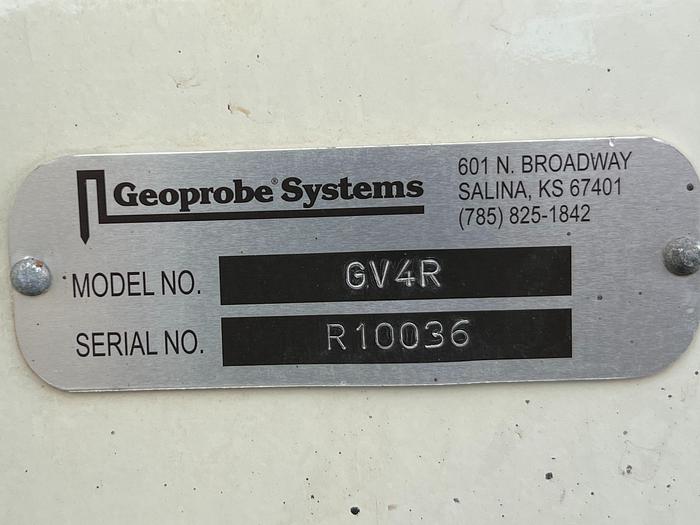 Geoprobe® Systems
601 N. BROADWAY
SALINA, KS 67401
(785) 825-1842
MODEL NO. GV4R
SERIAL NO. R10036